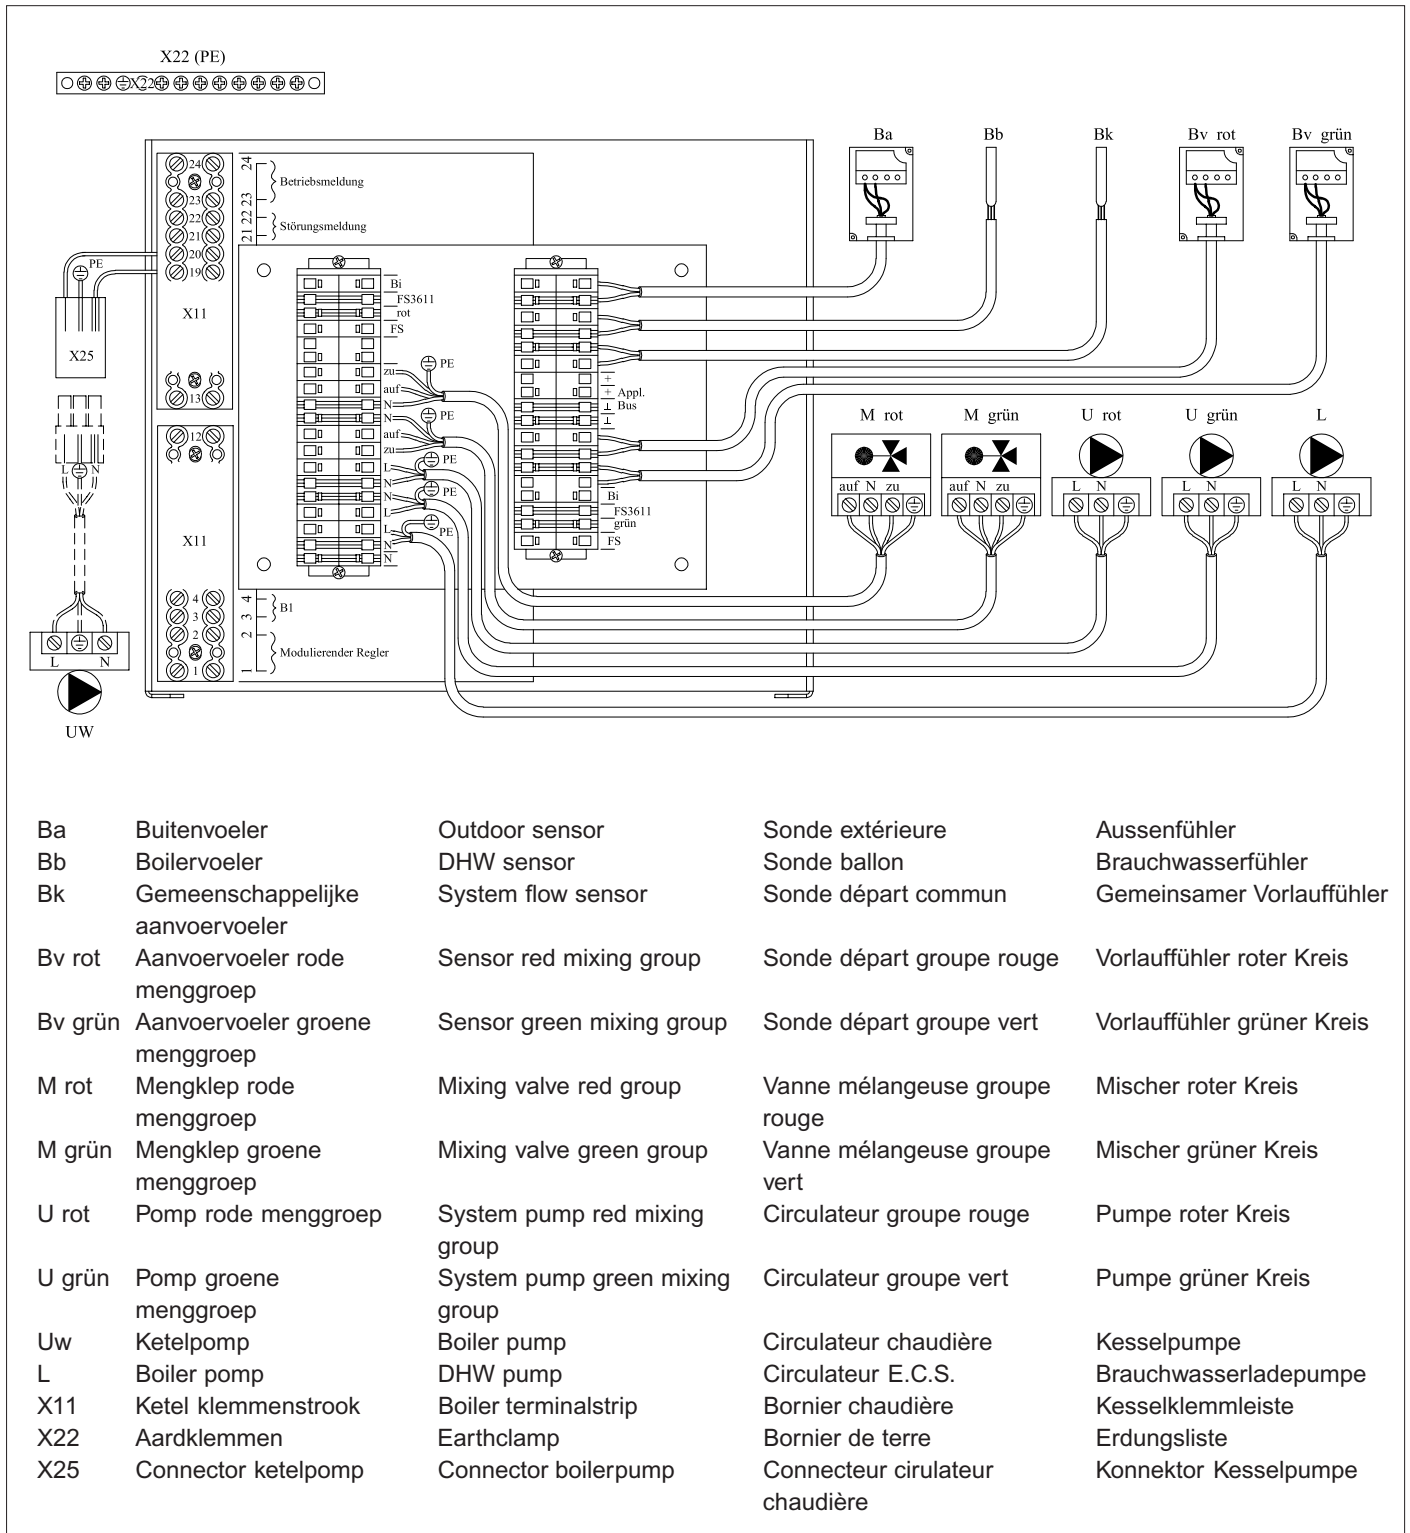 X22 (PE)
X22
Ba
Bb
Bk
Bv rot
Bv grün
24
23
22
21
20
19
X11
13
24
23
22
21
Betriebsmeldung
Störungsmeldung
PE
X25
L
N
L N
UW
12
X11
4
3
2
1
4
3
2
1
B1
Modulierender Regler
Bi
FS3611
rot
FS
zu
auf
N
N
auf
zu
L
N
N
L
L
N
N
PE
PE
PE
PE
PE
+
+ Appl.
⊥ Bus
⊥
Bi
FS3611
grün
FS
M rot
M grün
U rot
U grün
L
auf N zu
auf N zu
L N
L N
L N
Ba Buitenvoeler Outdoor sensor Sonde extérieure Aussenfühler
Bb Boilervoeler DHW sensor Sonde ballon Brauchwasserfühler
Bk Gemeenschappelijke System flow sensor Sonde départ commun Gemeinsamer Vorlauffühler
aanvoervoeler
Bv rot Aanvoervoeler rode Sensor red mixing group Sonde départ groupe rouge Vorlauffühler roter Kreis
menggroep
Bv grün Aanvoervoeler groene Sensor green mixing group Sonde départ groupe vert Vorlauffühler grüner Kreis
menggroep
M rot Mengklep rode Mixing valve red group Vanne mélangeuse groupe Mischer roter Kreis
menggroep rouge
M grün Mengklep groene Mixing valve green group Vanne mélangeuse groupe Mischer grüner Kreis
menggroep vert
U rot Pomp rode menggroep System pump red mixing Circulateur groupe rouge Pumpe roter Kreis
group
U grün Pomp groene System pump green mixing Circulateur groupe vert Pumpe grüner Kreis
menggroep group
Uw Ketelpomp Boiler pump Circulateur chaudière Kesselpumpe
L Boiler pomp DHW pump Circulateur E.C.S. Brauchwasserladepumpe
X11 Ketel klemmenstrook Boiler terminalstrip Bornier chaudière Kesselklemmleiste
X22 Aardklemmen Earthclamp Bornier de terre Erdungsliste
X25 Connector ketelpomp Connector boilerpump Connecteur cirulateur Konnektor Kesselpumpe
chaudière